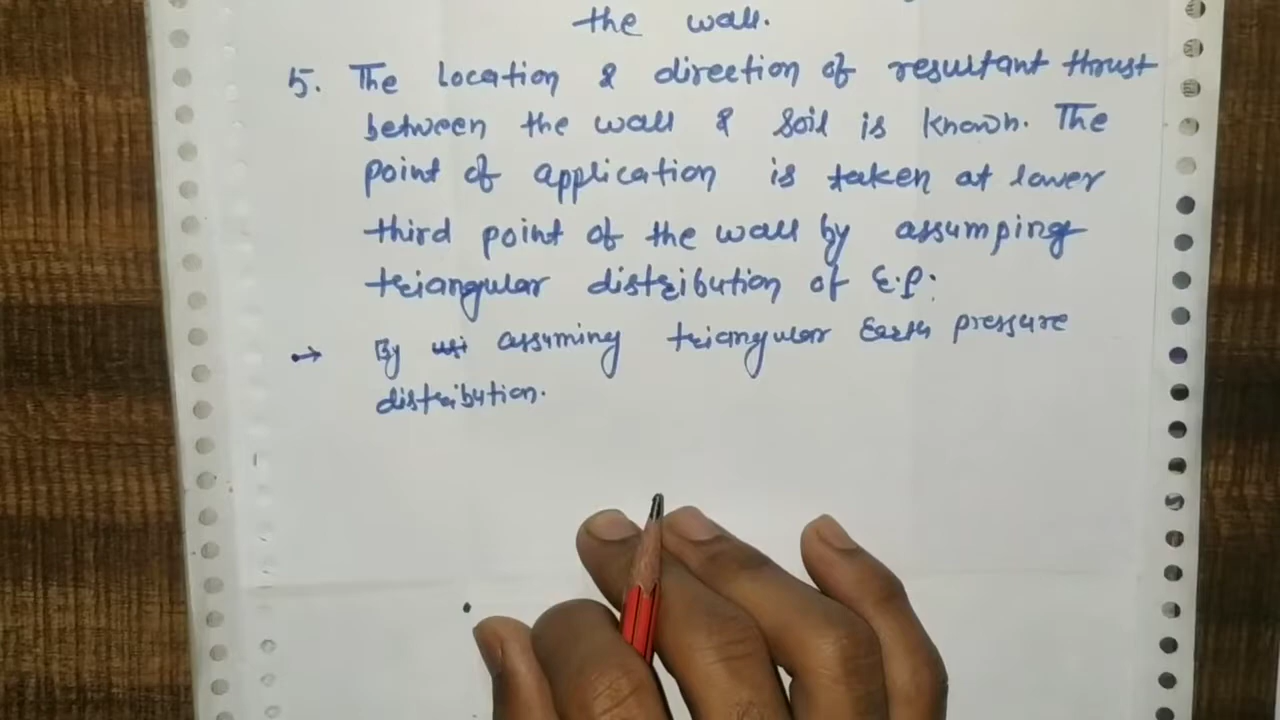 the wall.
5. The location & direction of resultant thrust
between the wall & soil is known. The
point of application is taken at lower
third point of the wall by assumping
triangular distribution of E.P.
→ By assuming triangular Earth pressure
distribution.